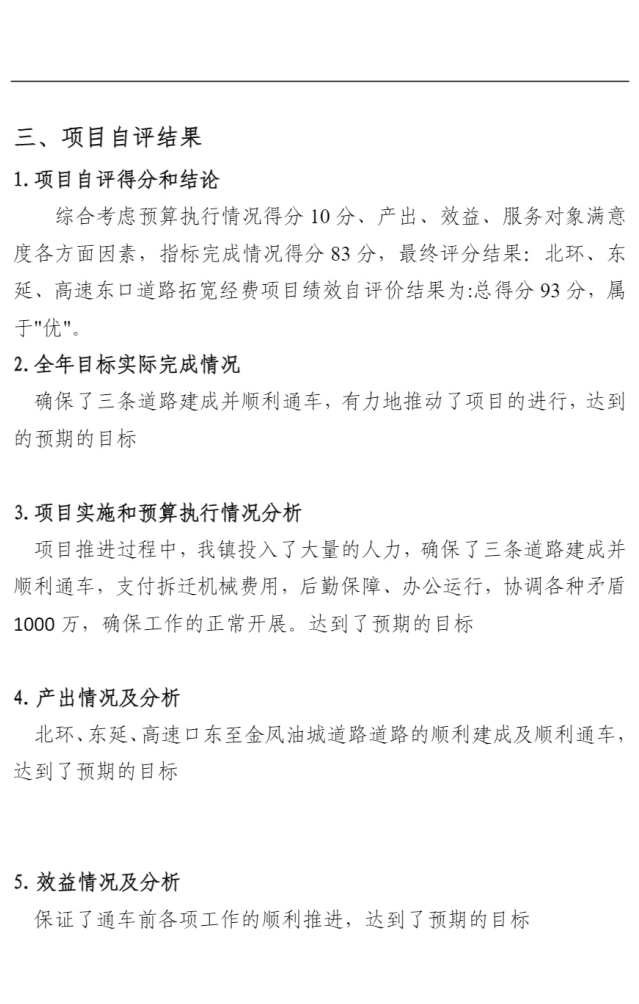 三、项目自评结果
1.项目自评得分和结论
综合考虑预算执行情况得分 10 分、产出、效益、服务对象满意
度各方面因素，指标完成情况得分 83 分，最终评分结果：北环、东
延、高速东口道路拓宽经费项目绩效自评价结果为:总得分 93 分，属
于"优"。
2.全年目标实际完成情况
确保了三条道路建成并顺利通车，有力地推动了项目的进行，达到
的预期的目标
3.项目实施和预算执行情况分析
项目推进过程中，我镇投入了大量的人力，确保了三条道路建成并
顺利通车，支付拆迁机械费用，后勤保障、办公运行，协调各种矛盾
1000 万，确保工作的正常开展。达到了预期的目标
4. 产出情况及分析
北环、东延、高速口东至金凤油城道路道路的顺利建成及顺利通车，
达到了预期的目标
5. 效益情况及分析
保证了通车前各项工作的顺利推进，达到了预期的目标